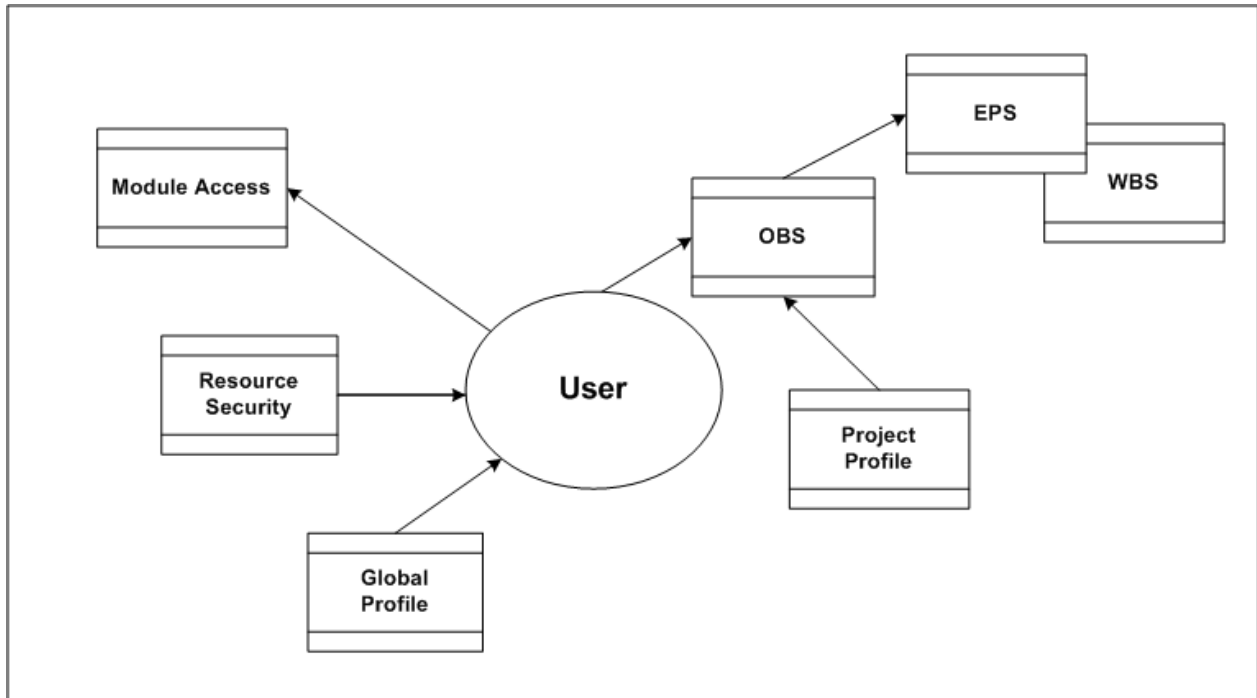 EPS
WBS
Module Access
OBS
Resource
Security
User
Project
Profile
Global
Profile